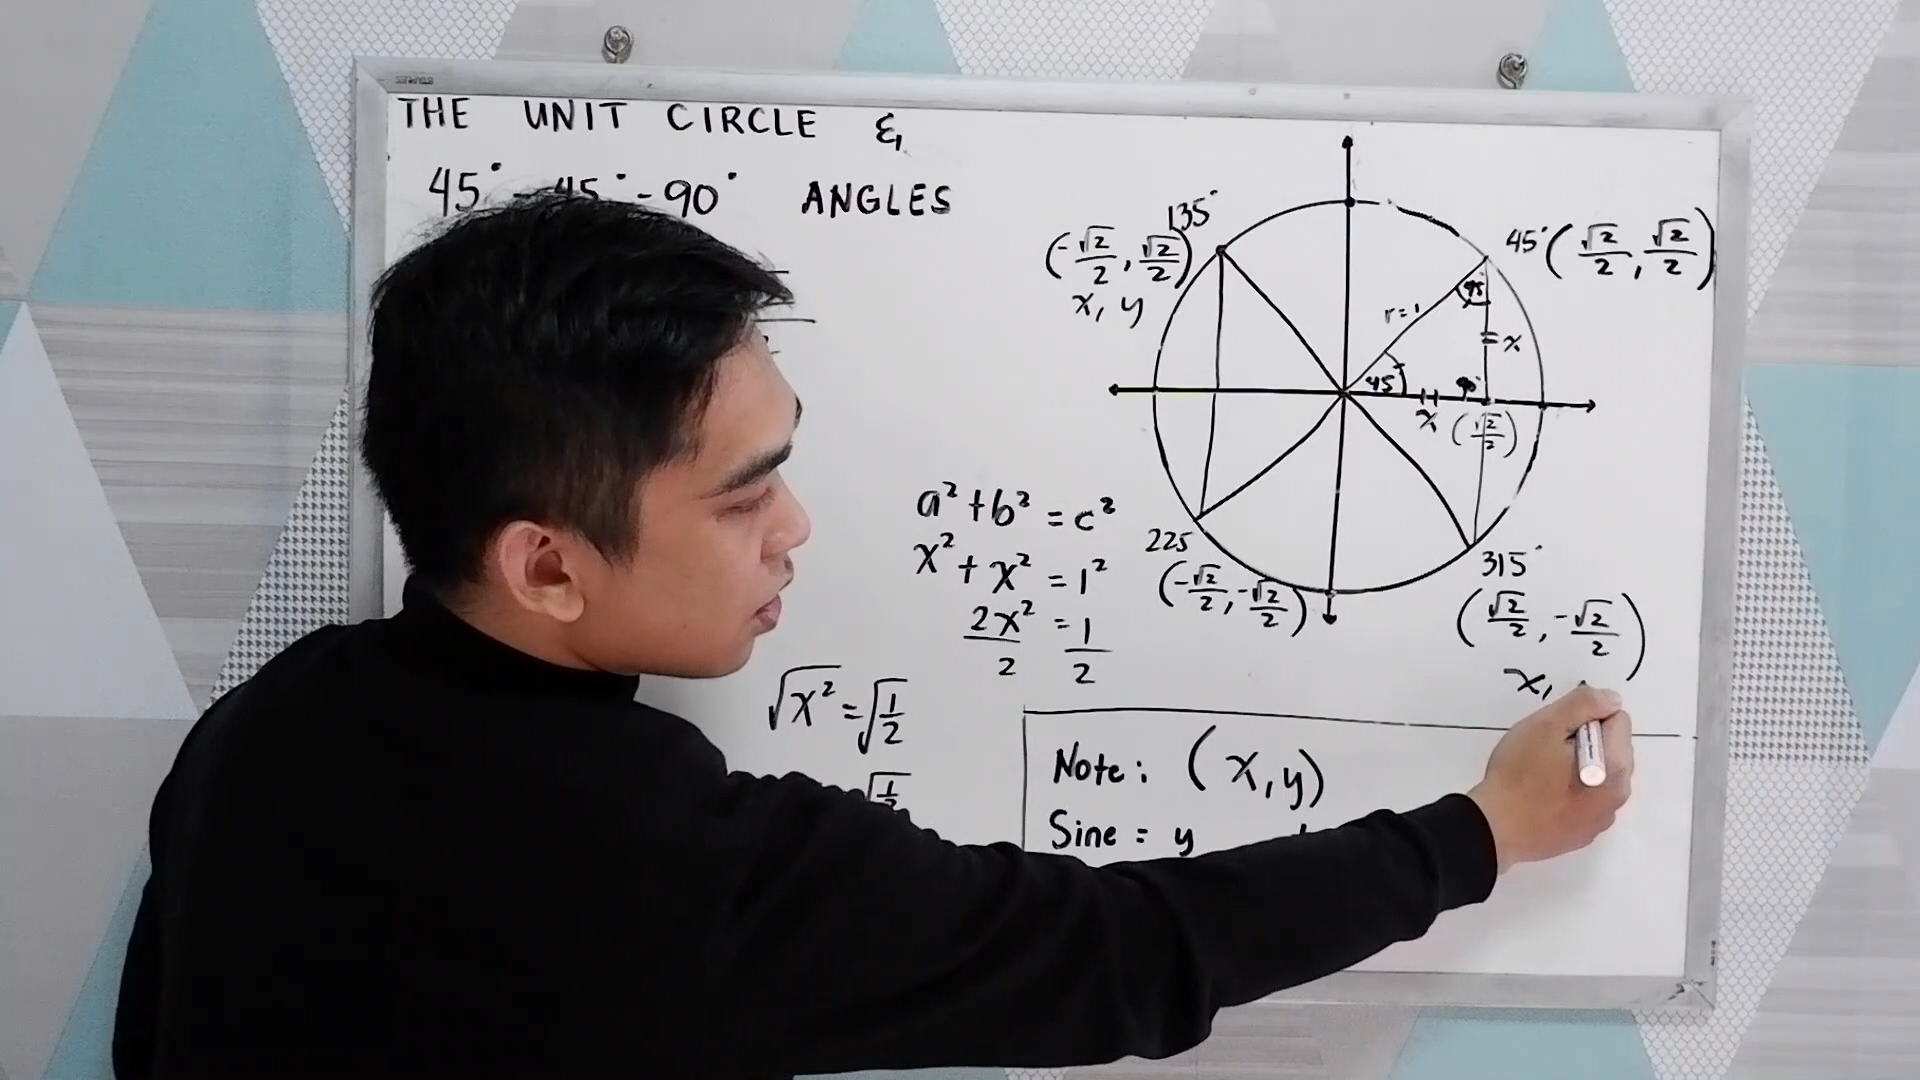 THE UNIT CIRCLE &
45° - 45° - 90° ANGLES
135°
(-√2/2, √2/2)
x, y
45° (√2/2, √2/2)
r=1
45°
= x
45°
90°
x
(√2/2)
a² + b² = c²
x² + x² = 1²
2x²/2 = 1/2
√x² = √1/2
√1/2
225
(-√2/2, -√2/2)
315°
(√2/2, -√2/2)
x,
Note: (x, y)
Sine = y